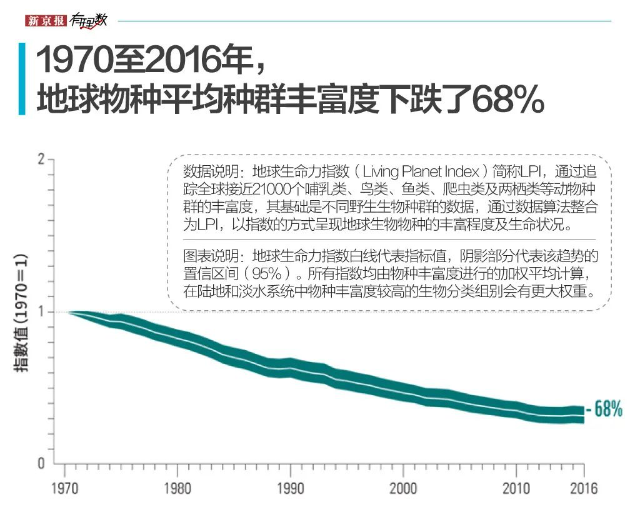 新京报 有理数
1970至2016年，
地球物种平均种群丰富度下跌了68%
数据说明：地球生命力指数（Living Planet Index）简称LPI，通过追
踪全球接近21000个哺乳类、鸟类、鱼类、爬虫类及两栖类等动物种
群的丰富度，其基础是不同野生生物种群的数据，通过数据算法整合
为LPI，以指数的方式呈现地球生物物种的丰富程度及生命状况。
图表说明：地球生命力指数白线代表指标值，阴影部分代表该趋势的
置信区间（95%）。所有指数均由物种丰富度进行的加权平均计算，
在陆地和淡水系统中物种丰富度较高的生物分类组别会有更大权重。
指數值（1970＝1）
2
1
0
-68%
1970 1980 1990 2000 2010 2016